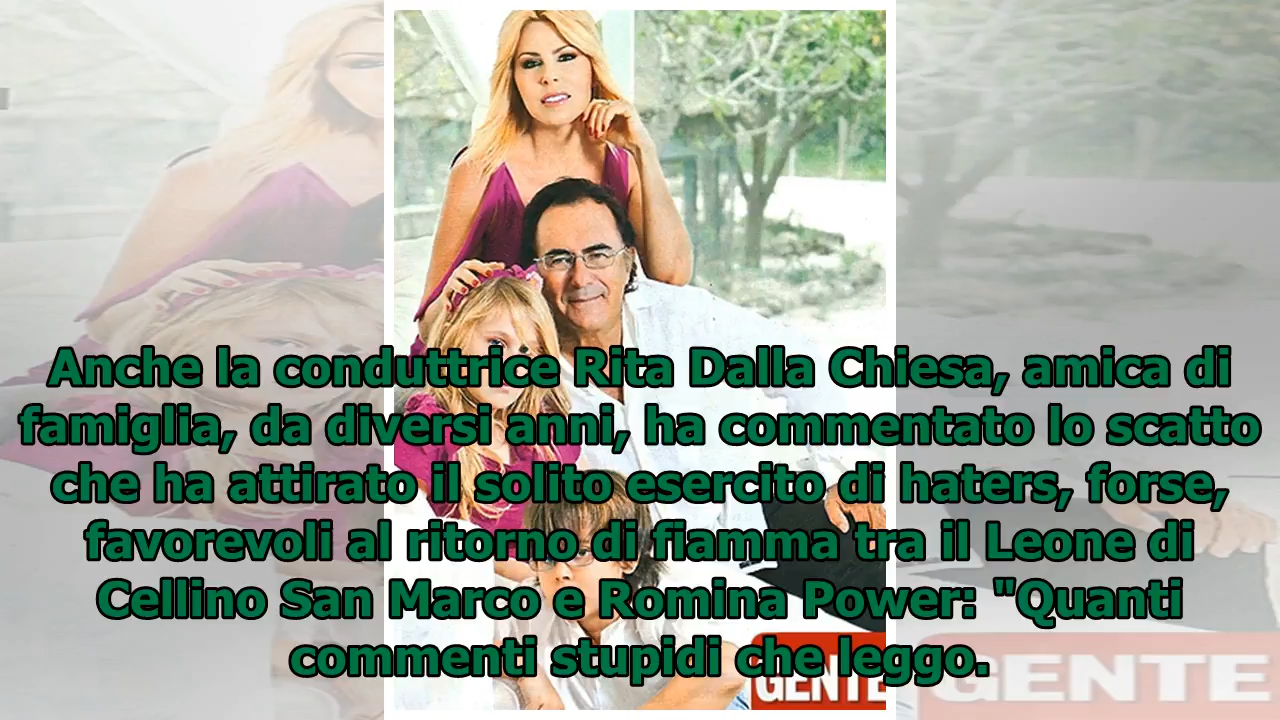 Anche la conduttrice Rita Dalla Chiesa, amica di
famiglia, da diversi anni, ha commentato lo scatto
che ha attirato il solito esercito di haters, forse,
favorevoli al ritorno di fiamma tra il Leone di
Cellino San Marco e Romina Power: "Quanti
commenti stupidi che leggo.
GENTE GENTE